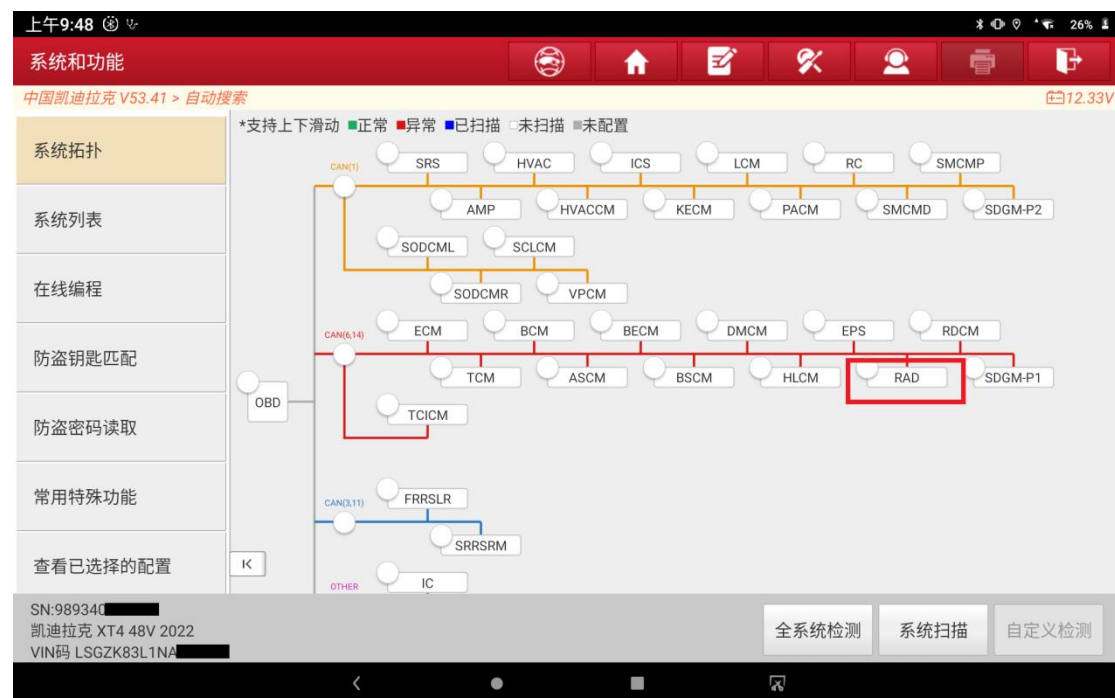 上午9:48
26%
系统和功能
中国凯迪拉克 V53.41 > 自动搜索
12.33V
系统拓扑
系统列表
在线编程
防盗钥匙匹配
防盗密码读取
常用特殊功能
查看已选择的配置
*支持上下滑动 正常 异常 已扫描 未扫描 未配置
CAN(1) SRS HVAC ICS LCM RC SMCMP
AMP HVACCM KECM PACM SMCMD SDGM-P2
SODCML SCLCM
SODCMR VPCM
CAN(6,14) ECM BCM BECM DMCM EPS RDCM
TCM ASCM BSCM HLCM RAD SDGM-P1
OBD
TCICM
CAN(3,11) FRRSLR
SRRSRM
OTHER IC
SN:989340
凯迪拉克 XT4 48V 2022
VIN码 LSGZK83L1NA
全系统检测 系统扫描 自定义检测